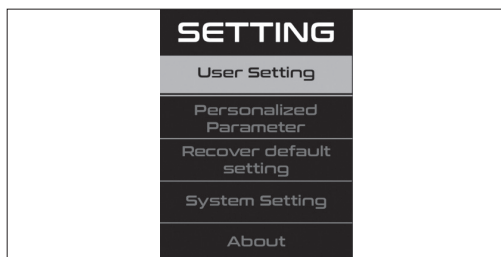 SETTING
User Setting
Personalized
Parameter
Recover default
setting
System Setting
About